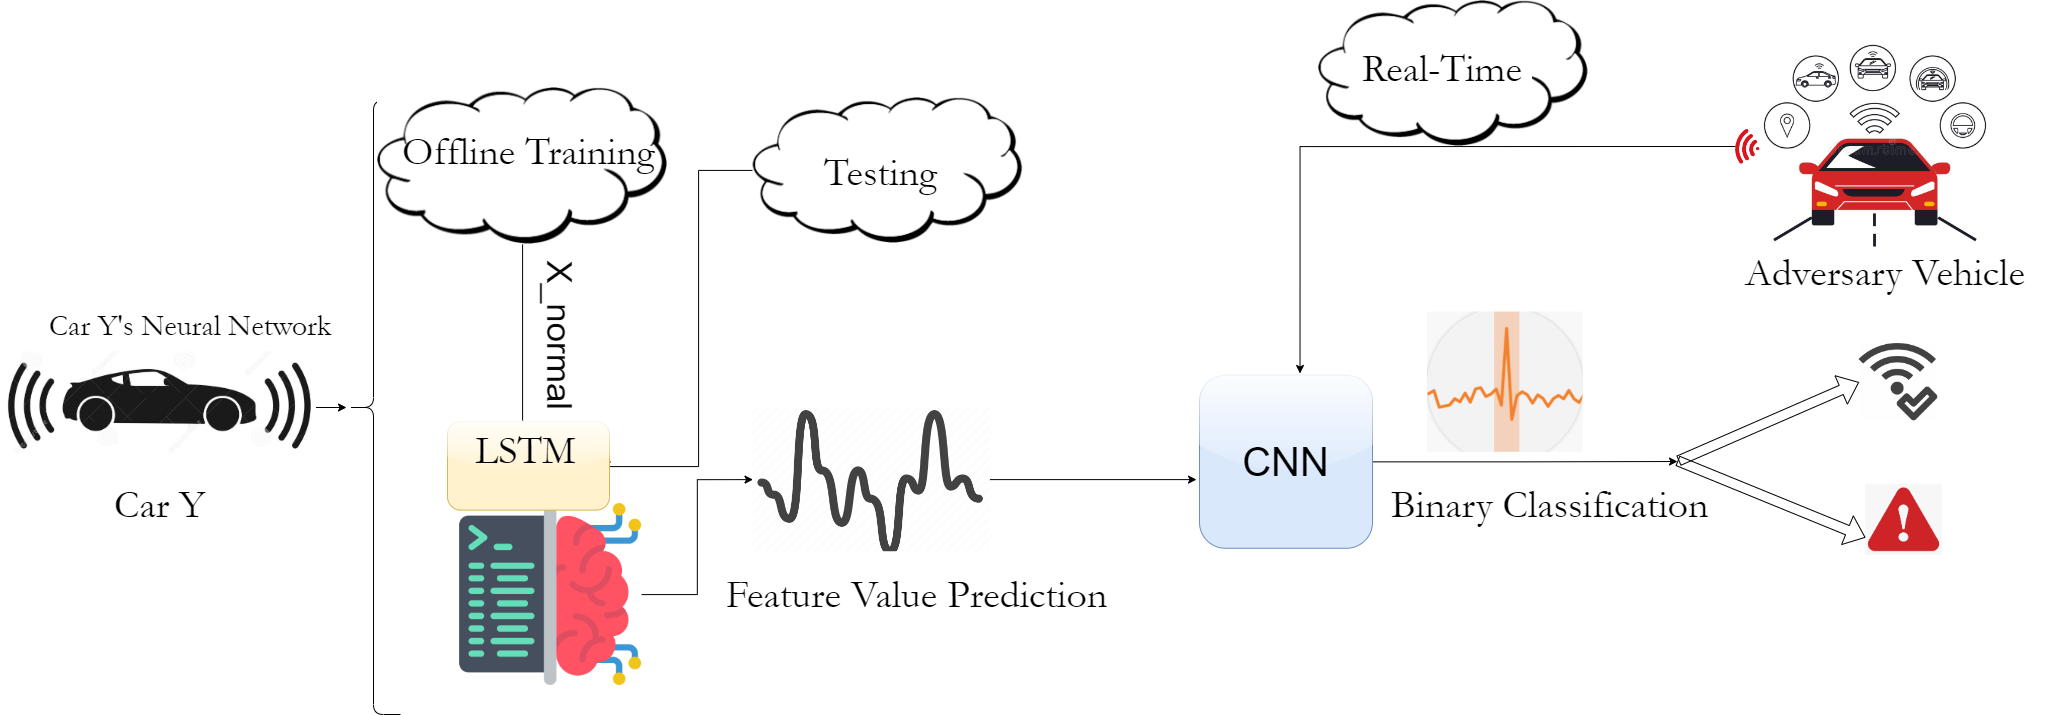 Real-Time
Offline Training
Testing
Adversary Vehicle
X_normal
Car Y's Neural Network
LSTM
CNN
Car Y
Binary Classification
Feature Value Prediction